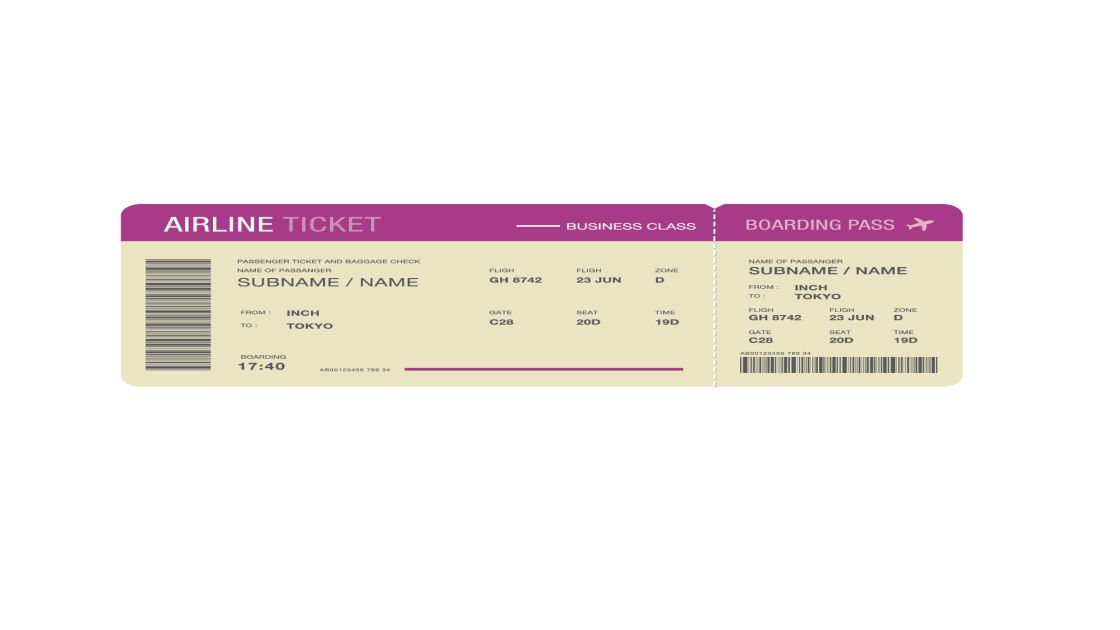 AIRLINE TICKET
BUSINESS CLASS
PASSENGER TICKET AND BAGGAGE CHECK
NAME OF PASSANGER
SUBNAME / NAME
FROM : INCH
TO : TOKYO
BOARDING
17:40
AB00123456 789 34
FLIGH FLIGH ZONE
GH 8742 23 JUN D
GATE SEAT TIME
C28 20D 19D
BOARDING PASS
NAME OF PASSANGER
SUBNAME / NAME
FROM : INCH
TO : TOKYO
FLIGH FLIGH ZONE
GH 8742 23 JUN D
GATE SEAT TIME
C28 20D 19D
AB00123456 789 34